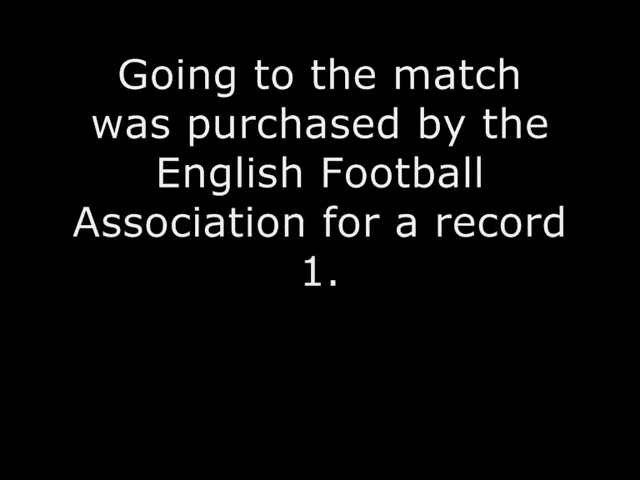 Going to the match
was purchased by the
English Football
Association for a record
1.